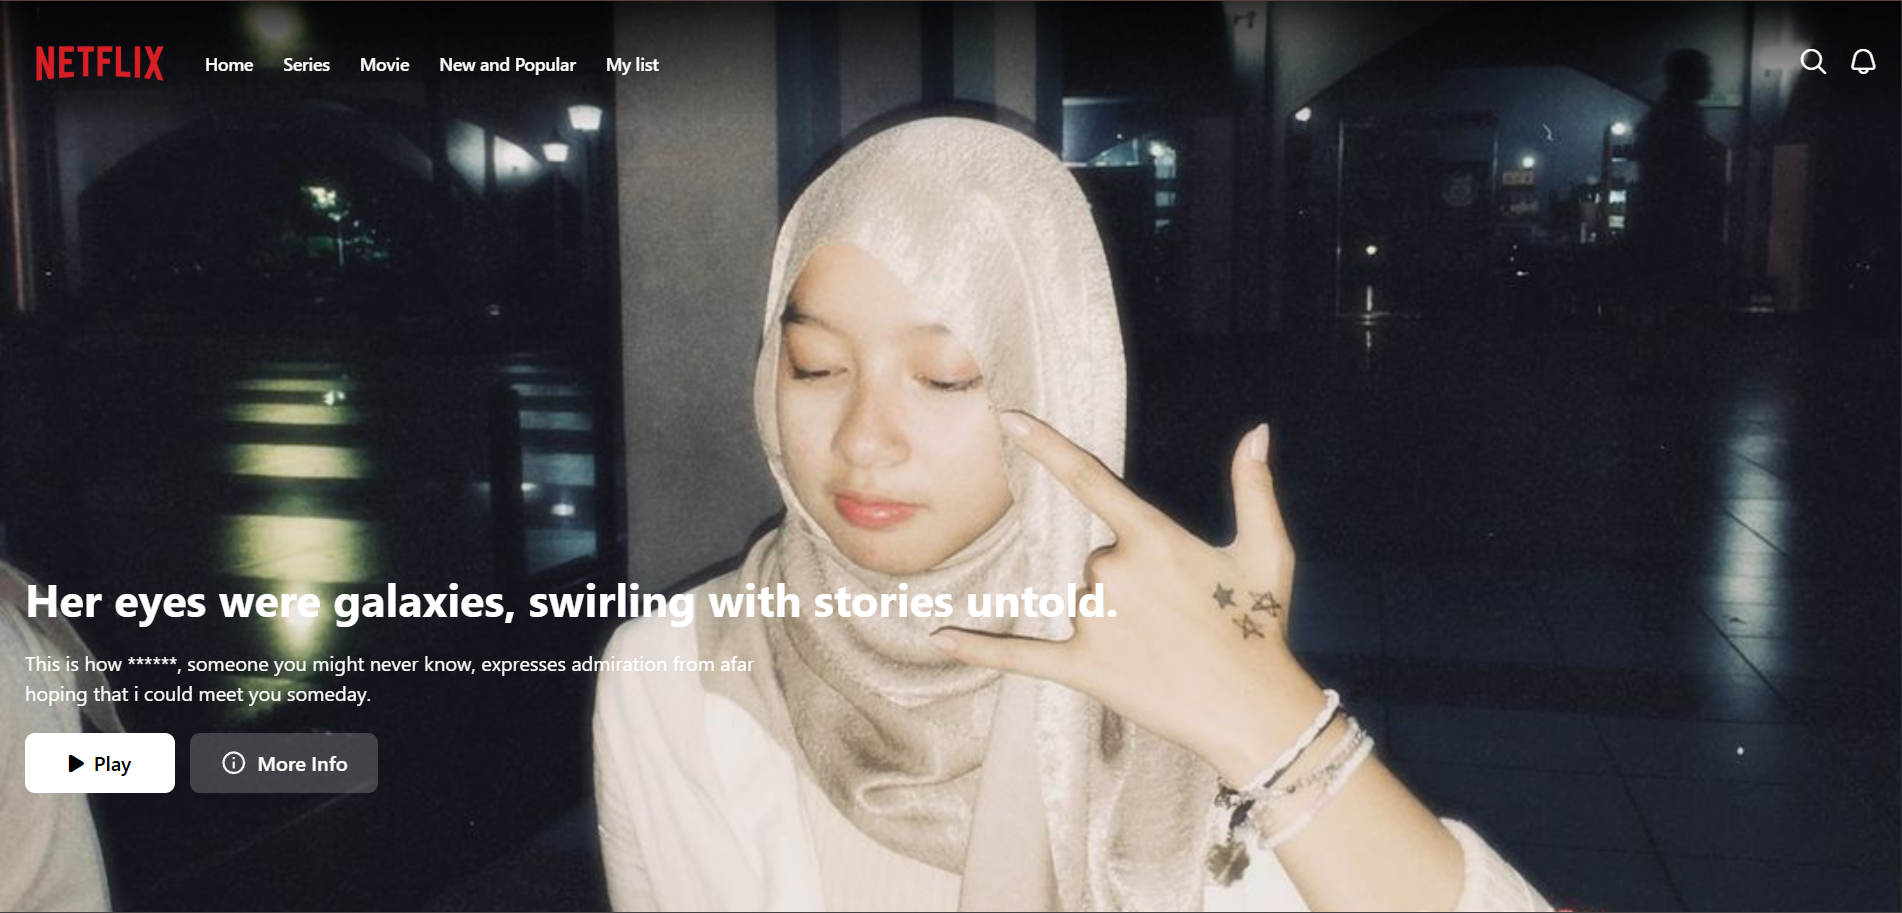 NETFLIX
Home Series Movie New and Popular My list
Her eyes were galaxies, swirling with stories untold.
This is how ******, someone you might never know, expresses admiration from afar
hoping that i could meet you someday.
Play More Info